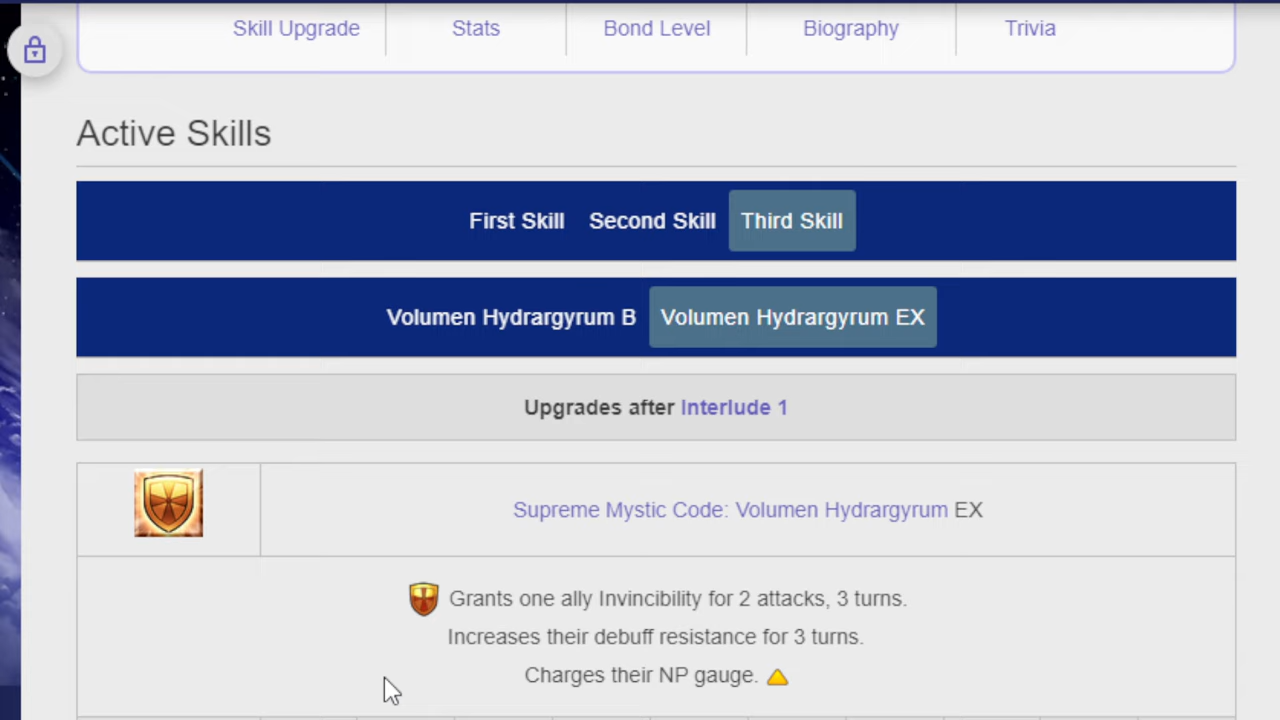 Skill Upgrade Stats Bond Level Biography Trivia
Active Skills
First Skill Second Skill Third Skill
Volumen Hydrargyrum B Volumen Hydrargyrum EX
Upgrades after Interlude 1
Supreme Mystic Code: Volumen Hydrargyrum EX
Grants one ally Invincibility for 2 attacks, 3 turns.
Increases their debuff resistance for 3 turns.
Charges their NP gauge.